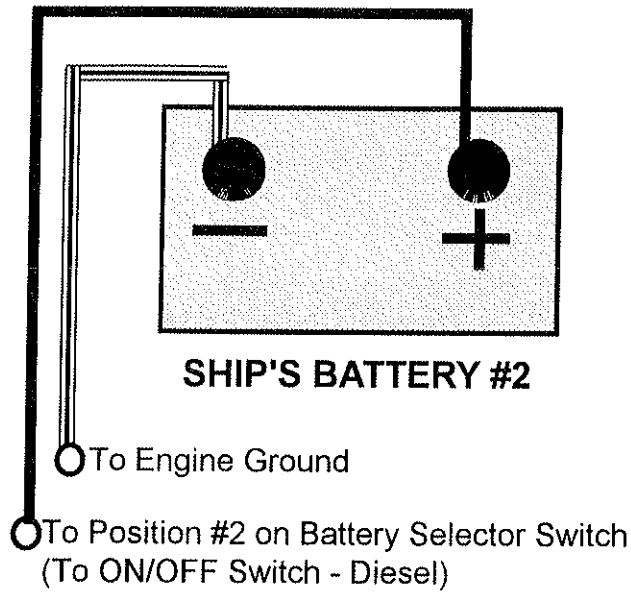 SHIP'S BATTERY #2
To Engine Ground
To Position #2 on Battery Selector Switch
(To ON/OFF Switch - Diesel)